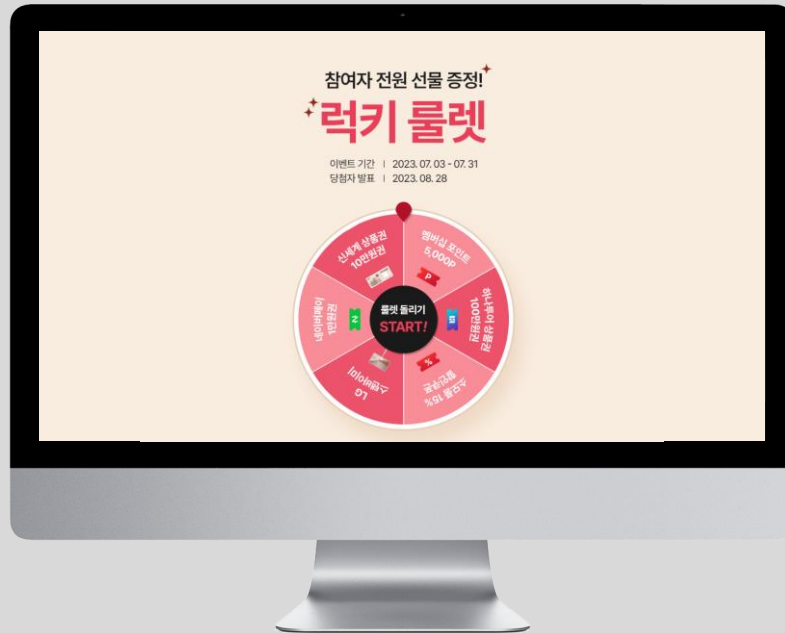 참여자 전원 선물 증정!
럭키 룰렛
이벤트 기간 | 2023. 07. 03 - 07. 31
당첨자 발표 | 2023. 08. 28
신세계 상품권
10만원권
멤버십 포인트
5,000P
P
하나투어 상품권
100만원권
소모품 15%
할인쿠폰
%
LG
스탠바이미
네이버페이
1만원권
N
룰렛 돌리기
START!